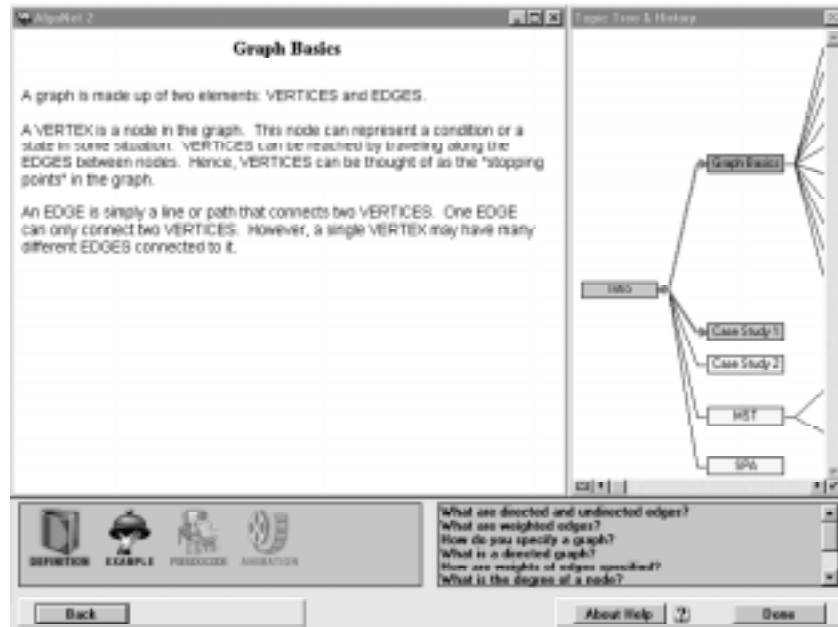 AlgoNet 2
Topic Tree & History
Graph Basics
A graph is made up of two elements: VERTICES and EDGES.
A VERTEX is a node in the graph. This node can represent a condition or a
state in some situation. VERTICES can be reached by traveling along the
EDGES between nodes. Hence, VERTICES can be thought of as the "stopping
points" in the graph.
An EDGE is simply a line or path that connects two VERTICES. One EDGE
can only connect two VERTICES. However, a single VERTEX may have many
different EDGES connected to it.
Graph Basics
Intro
Case Study 1
Case Study 2
MST
SPA
DEFINITION
EXAMPLE
PSEUDOCODE
ANIMATION
What are directed and undirected edges?
What are weighted edges?
How do you specify a graph?
What is a directed graph?
How are weights of edges specified?
What is the degree of a node?
Back
About Help
?
Done